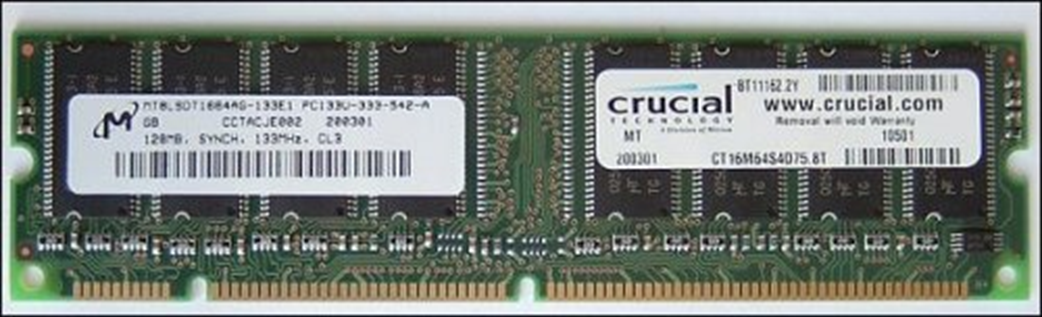 MT8LSDT1664AG-133E1 PC133U-333-542-A
GB CCTACJE002 200301
128MB, SYNCH, 133MHz, CL3
crucial
TECHNOLOGY
A Division of Micron
BT11162.2Y
www.crucial.com
Removal will void Warranty
MT 10501
200301 CT16M64S4D75.8T